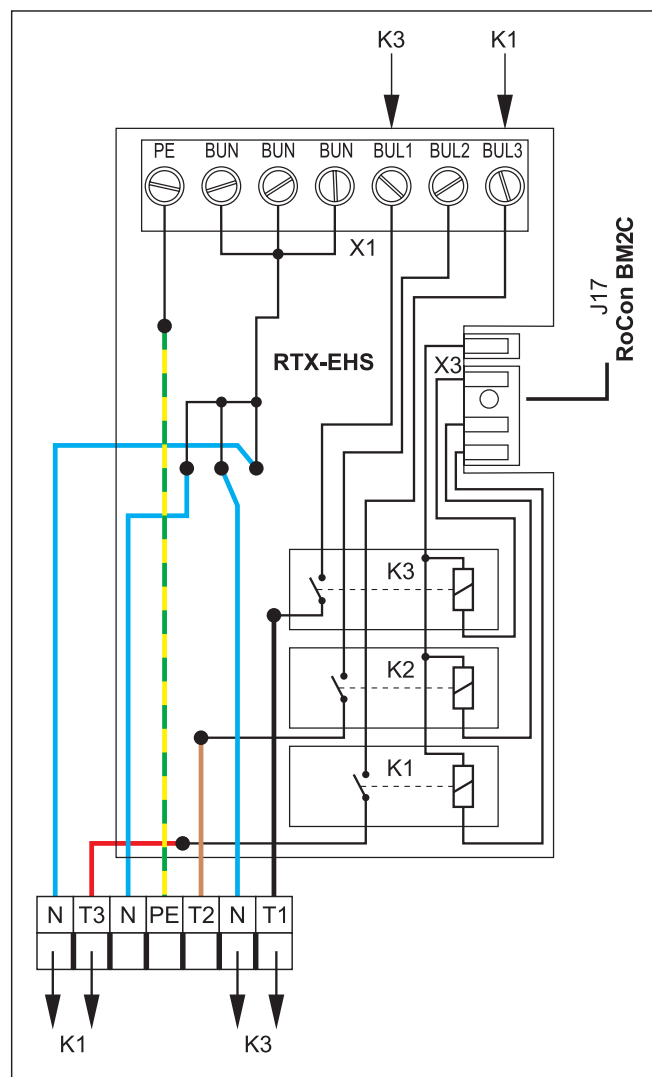 K3 K1
PE BUN BUN BUN BUL1 BUL2 BUL3
X1
J17
RoCon BM2C
X3
RTX-EHS
K3
K2
K1
N T3 N PE T2 N T1
K1 K3